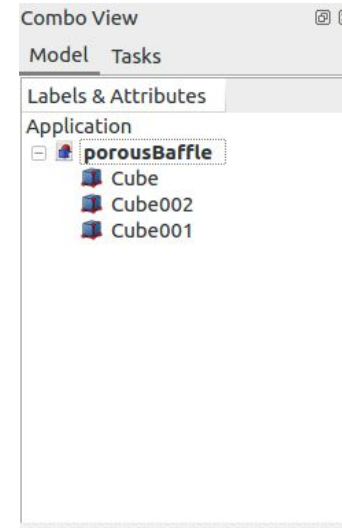 Combo View
Model Tasks
Labels & Attributes
Application
porousBaffle
Cube
Cube002
Cube001